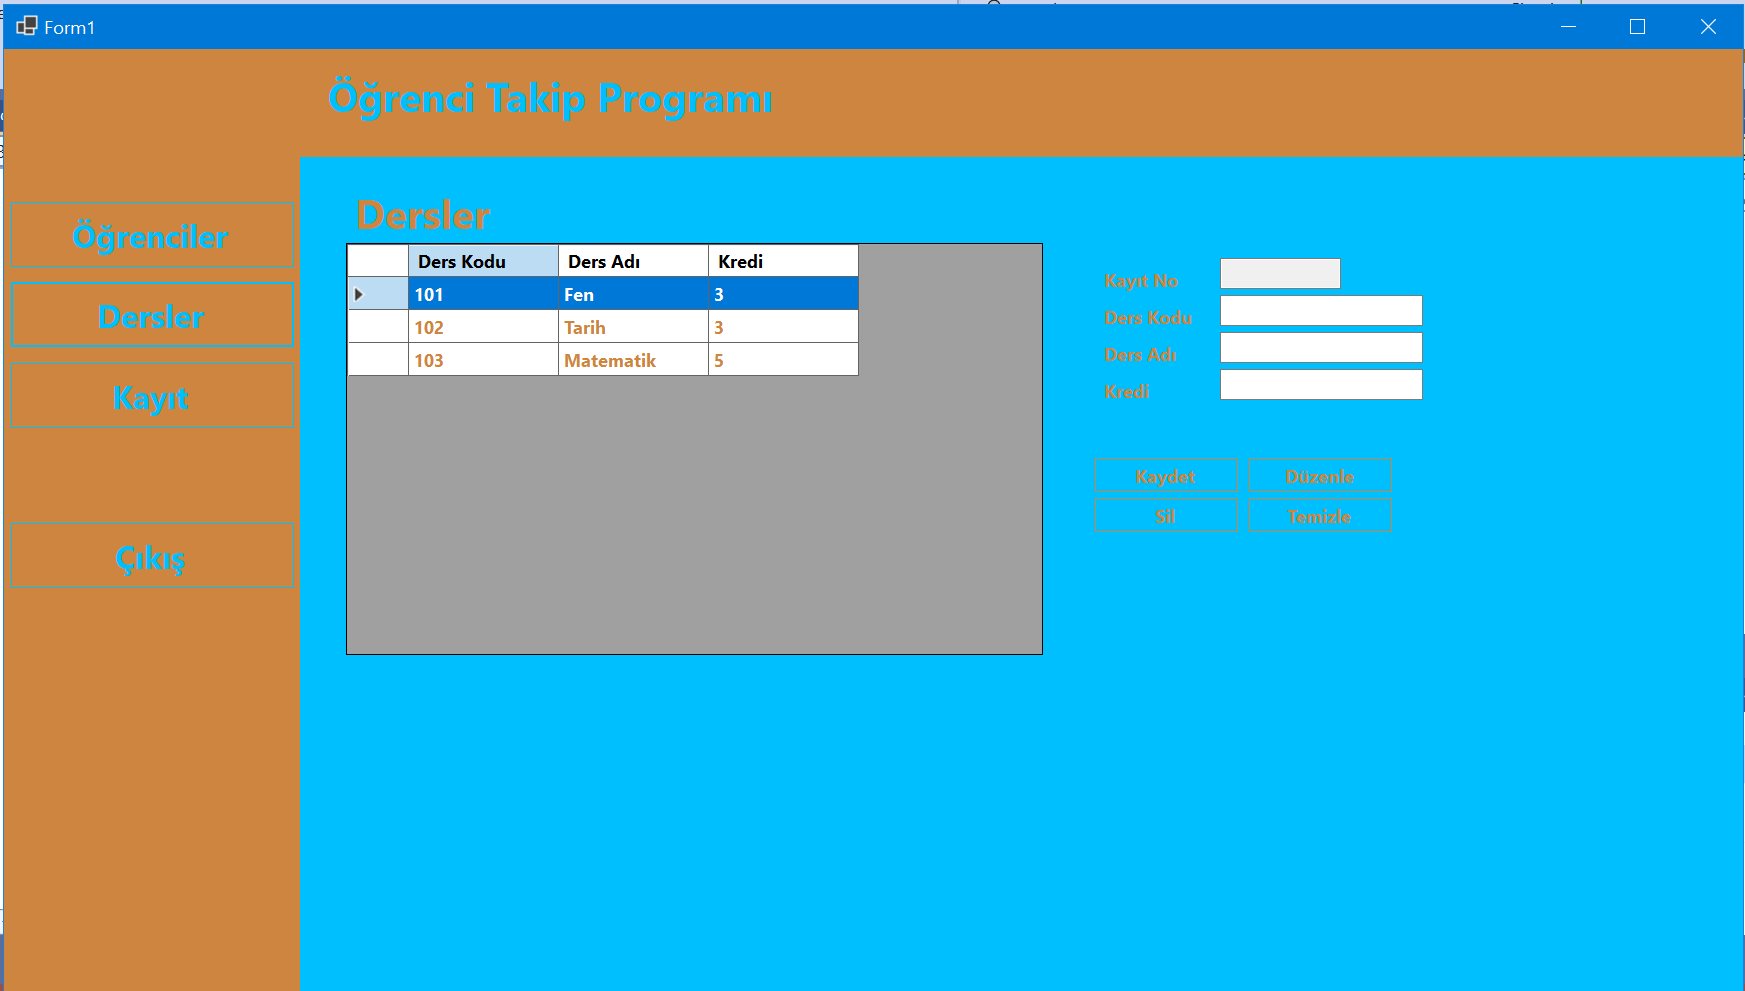 Form1
Öğrenci Takip Programı
Öğrenciler
Dersler
Kayıt
Çıkış
Dersler
Ders Kodu Ders Adı Kredi
101 Fen 3
102 Tarih 3
103 Matematik 5
Kayıt No
Ders Kodu
Ders Adı
Kredi
Kaydet Düzenle
Sil Temizle